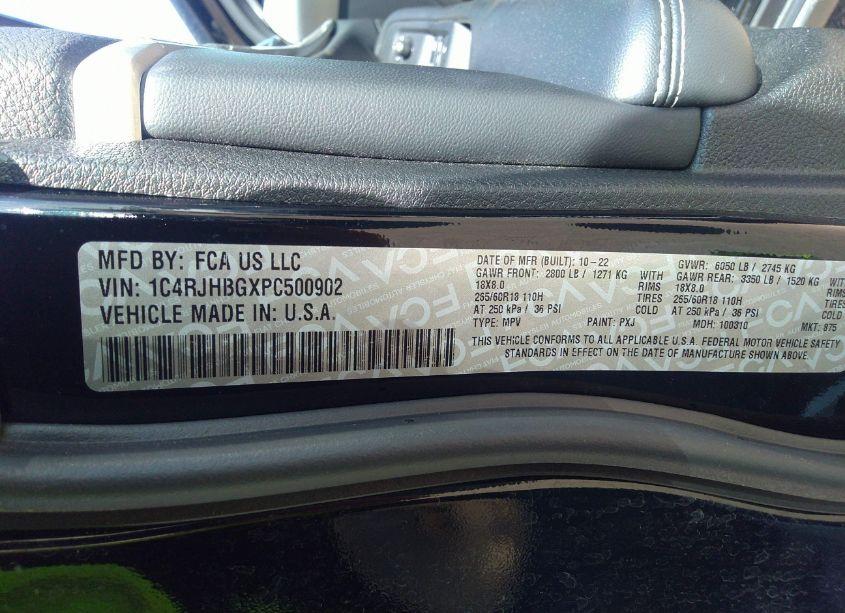 MFD BY: FCA US LLC
VIN: 1C4RJHBGXPC500902
VEHICLE MADE IN: U.S.A.
DATE OF MFR (BUILT): 10-22 GVWR: 6050 LB / 2745 KG
GAWR FRONT: 2800 LB / 1271 KG WITH GAWR REAR: 3350 LB / 1520 KG WITH
18X8.0 RIMS 18X8.0 RIMS
265/60R18 110H TIRES 265/60R18 110H TIRES
AT 250 kPa / 36 PSI COLD AT 250 kPa / 36 PSI COLD
TYPE: MPV PAINT: PXJ MDH: 100310 MKT: 875
THIS VEHICLE CONFORMS TO ALL APPLICABLE U.S.A. FEDERAL MOTOR VEHICLE SAFETY
STANDARDS IN EFFECT ON THE DATE OF MANUFACTURE SHOWN ABOVE.